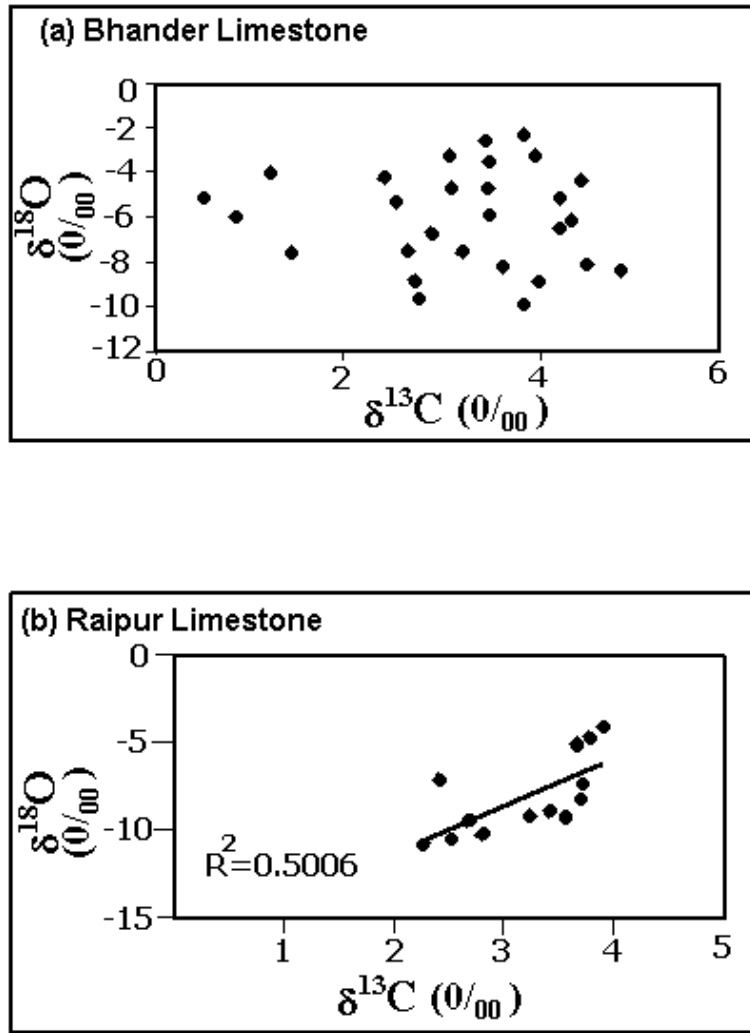 (a) Bhander Limestone
0
-2
-4
-6
-8
-10
-12
δ¹⁸O
(0/₀₀)
0 2 4 6
δ¹³C (0/₀₀)
(b) Raipur Limestone
0
-5
-10
-15
δ¹⁸O
(0/₀₀)
R²=0.5006
1 2 3 4 5
δ¹³C (0/₀₀)